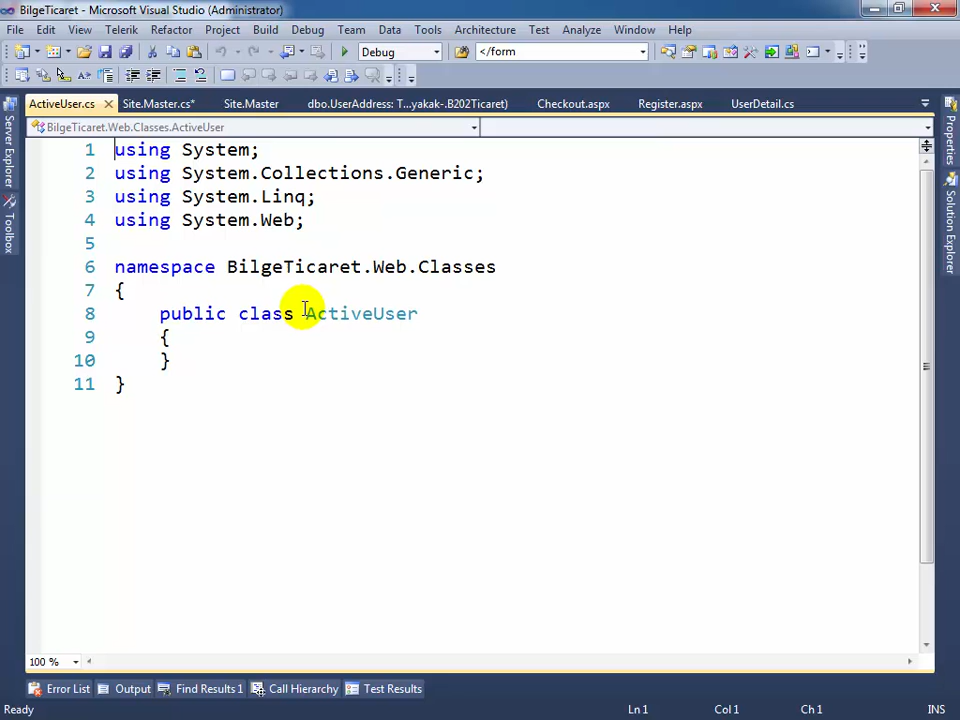 BilgeTicaret - Microsoft Visual Studio (Administrator)
File Edit View Telerik Refactor Project Build Debug Team Data Tools Architecture Test Analyze Window Help
Debug </form
ActiveUser.cs Site.Master.cs* Site.Master dbo.UserAddress: T...yakak-.B202Ticaret) Checkout.aspx Register.aspx UserDetail.cs
BilgeTicaret.Web.Classes.ActiveUser
Server Explorer
Toolbox
Properties
Solution Explorer
1 using System;
2 using System.Collections.Generic;
3 using System.Linq;
4 using System.Web;
5
6 namespace BilgeTicaret.Web.Classes
7 {
8 public class ActiveUser
9 {
10 }
11 }
100 %
Error List Output Find Results 1 Call Hierarchy Test Results
Ready Ln 1 Col 1 Ch 1 INS